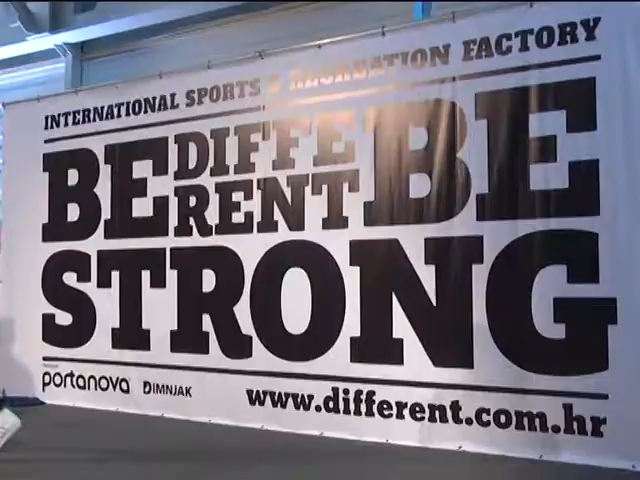 INTERNATIONAL SPORTS & RECREATION FACTORY
BE DIFFERENT BE
STRONG
portanova DIMNJAK www.different.com.hr